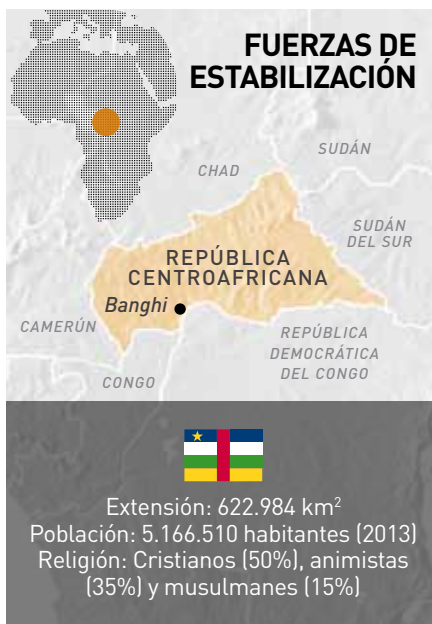 FUERZAS DE
ESTABILIZACIÓN
SUDÁN
CHAD
SUDÁN
DEL SUR
REPÚBLICA
CENTROAFRICANA
Banghi
CAMERÚN
REPÚBLICA
DEMOCRÁTICA
DEL CONGO
CONGO
Extensión: 622.984 km²
Población: 5.166.510 habitantes (2013)
Religión: Cristianos (50%), animistas
(35%) y musulmanes (15%)